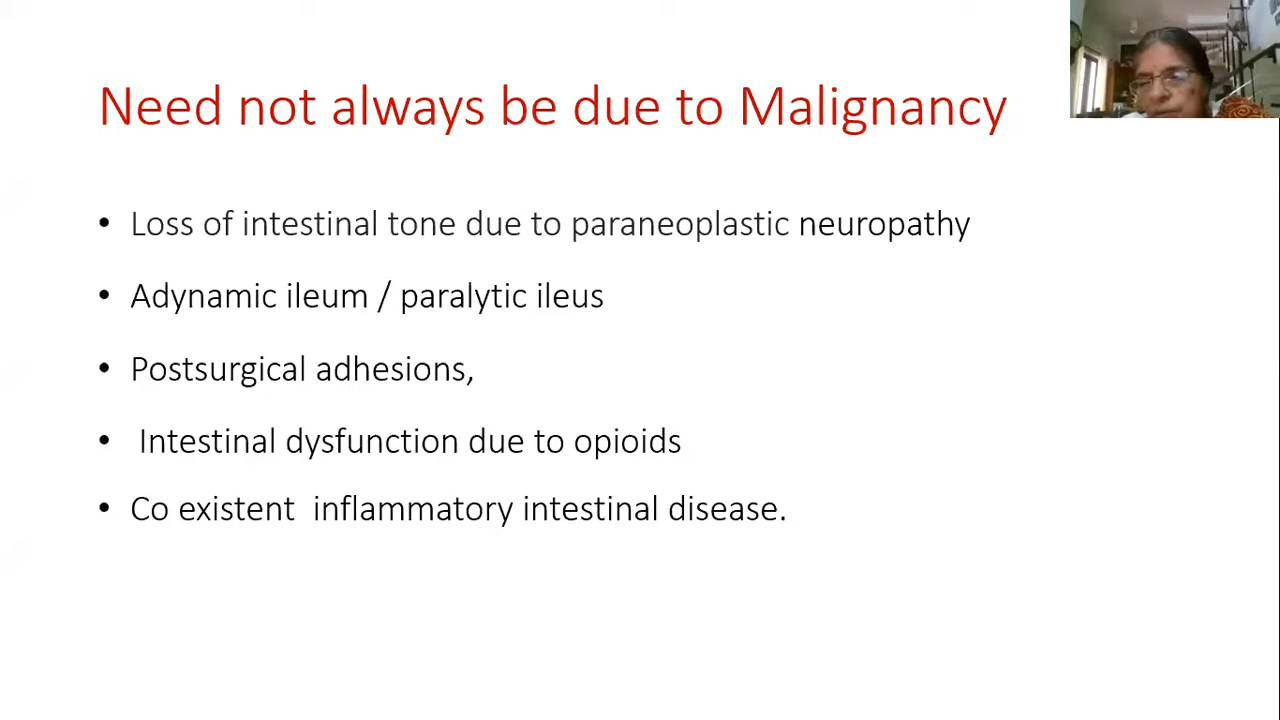 Need not always be due to Malignancy
• Loss of intestinal tone due to paraneoplastic neuropathy
• Adynamic ileum / paralytic ileus
• Postsurgical adhesions,
• Intestinal dysfunction due to opioids
• Co existent inflammatory intestinal disease.